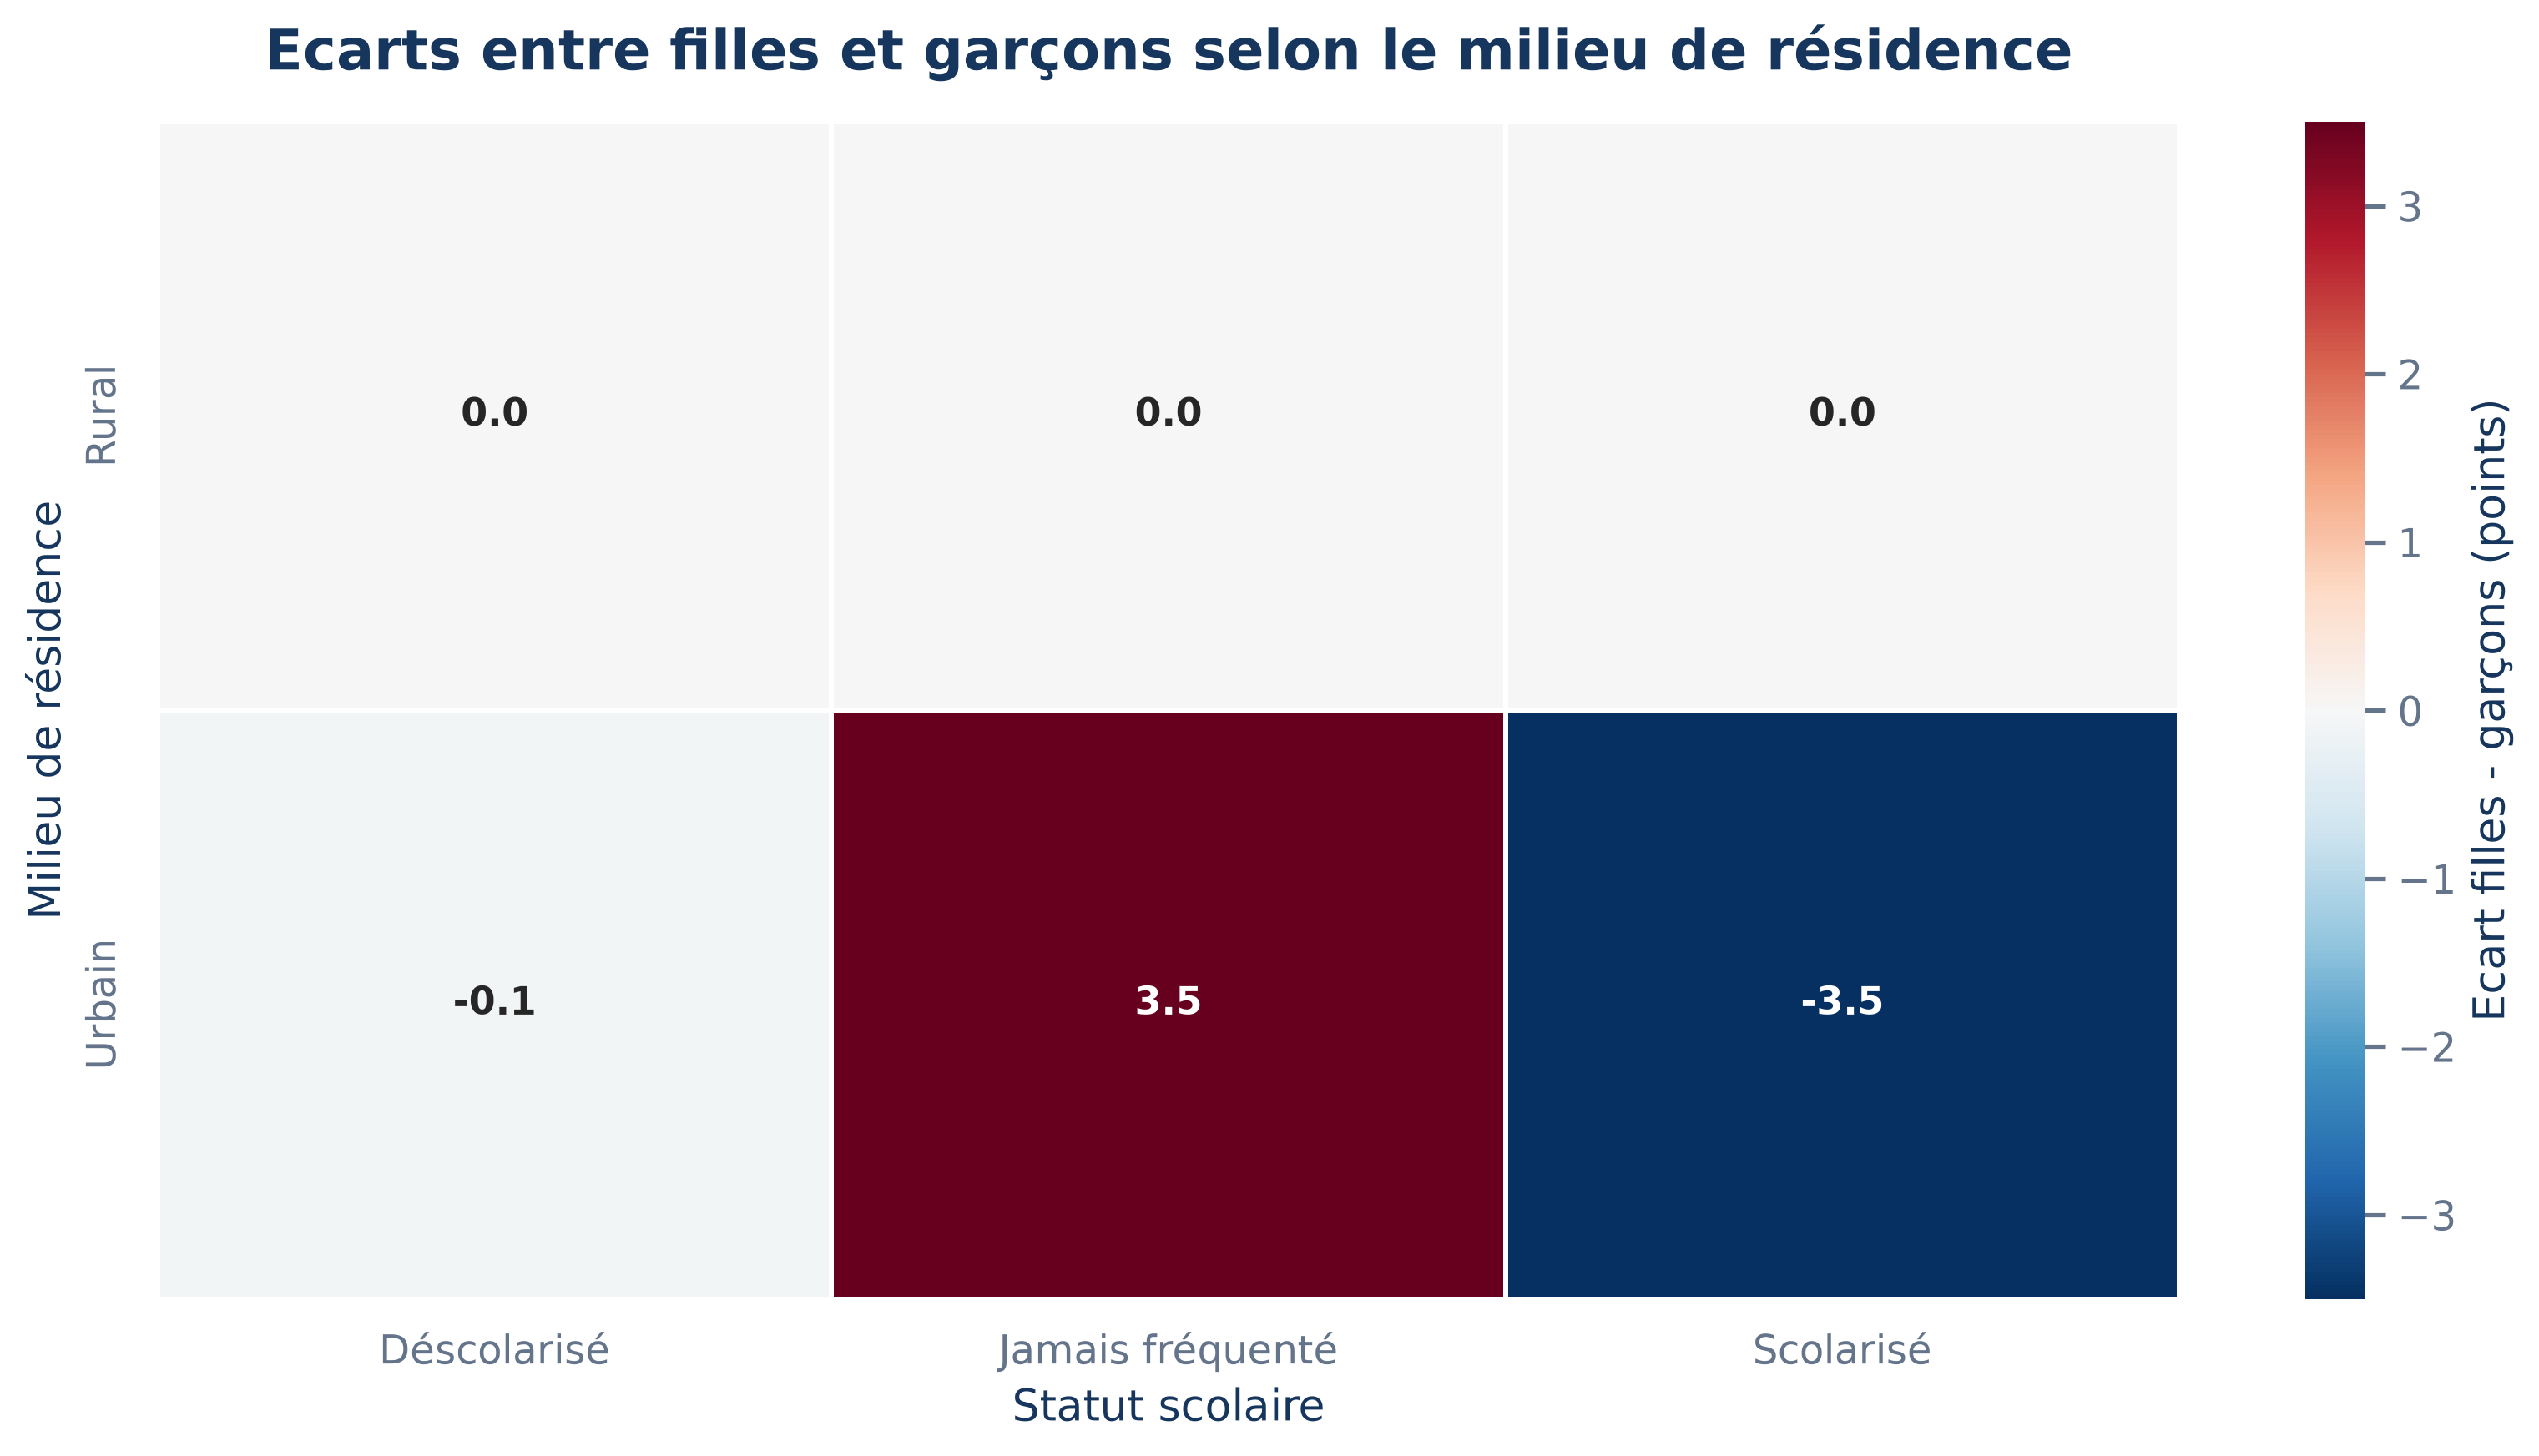 Ecarts entre filles et garçons selon le milieu de résidence
Milieu de résidence
Rural
0.0
0.0
0.0
Urbain
-0.1
3.5
-3.5
Déscolarisé
Jamais fréquenté
Scolarisé
Statut scolaire
3
2
1
0
−1
−2
−3
Ecart filles - garçons (points)